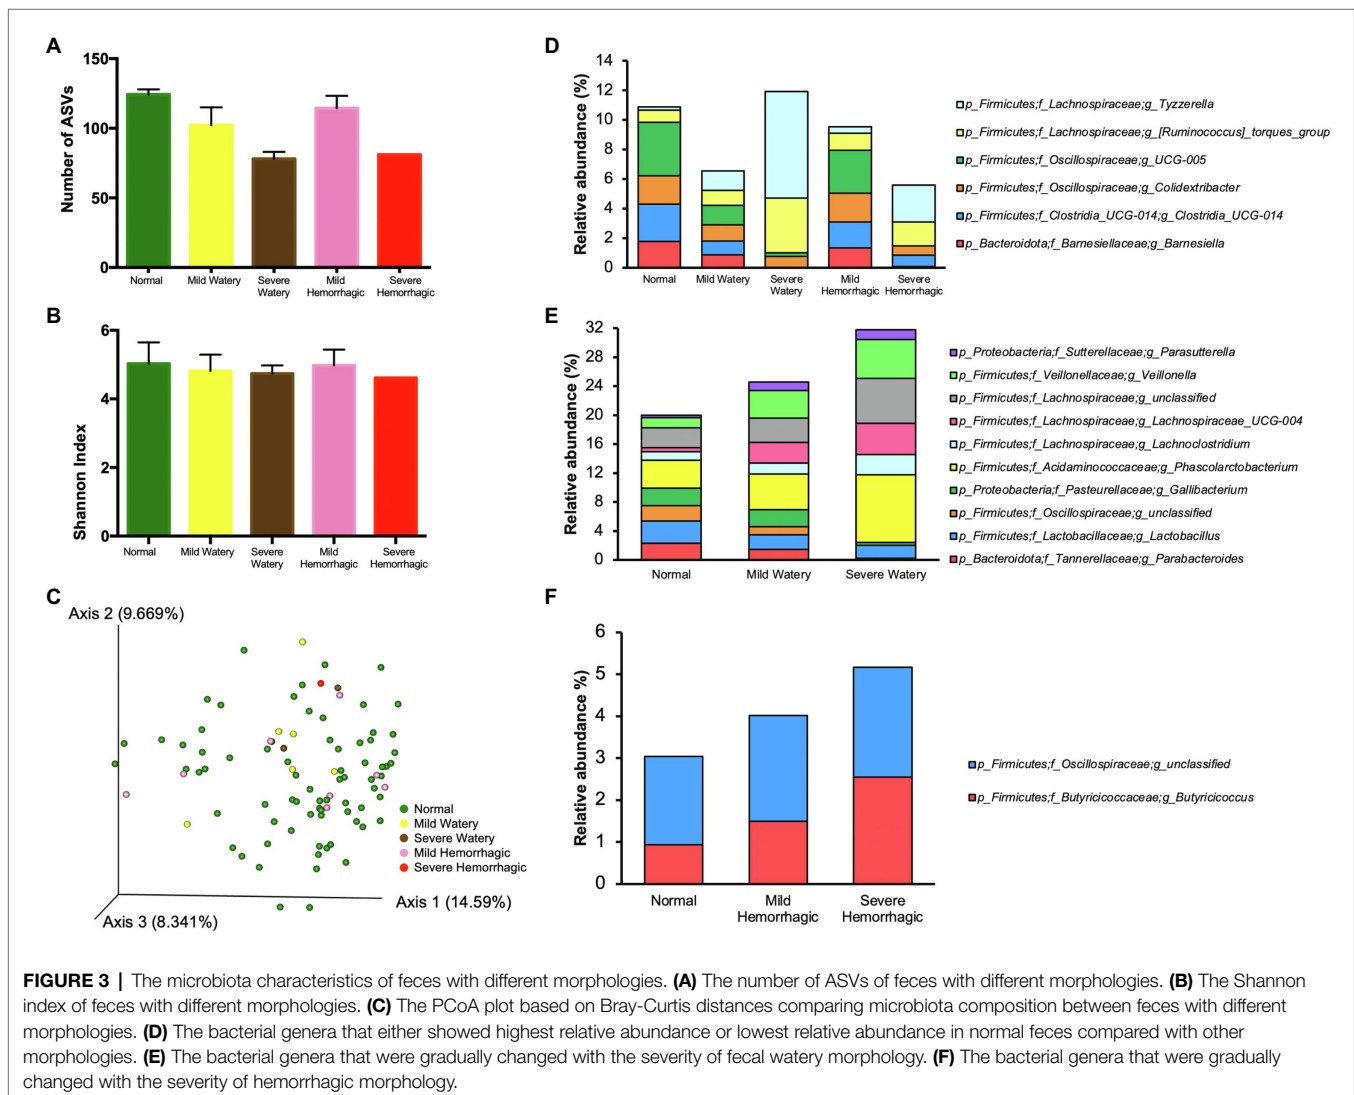 A
Number of ASVs
150
100
50
0
Normal
Mild Watery
Severe
Watery
Mild
Hemorrhagic
Severe
Hemorrhagic
B
Shannon Index
6
4
2
0
Normal
Mild Watery
Severe
Watery
Mild
Hemorrhagic
Severe
Hemorrhagic
C
Axis 2 (9.669%)
Normal
Mild Watery
Severe Watery
Mild Hemorrhagic
Severe Hemorrhagic
Axis 1 (14.59%)
Axis 3 (8.341%)
D
Relative abundance (%)
14
12
10
8
6
4
2
0
Normal
Mild Watery
Severe
Watery
Mild
Hemorrhagic
Severe
Hemorrhagic
p_Firmicutes;f_Lachnospiraceae;g_Tyzzerella
p_Firmicutes;f_Lachnospiraceae;g_[Ruminococcus]_torques_group
p_Firmicutes;f_Oscillospiraceae;g_UCG-005
p_Firmicutes;f_Oscillospiraceae;g_Colidextribacter
p_Firmicutes;f_Clostridia_UCG-014;g_Clostridia_UCG-014
p_Bacteroidota;f_Barnesiellaceae;g_Barnesiella
E
Relative abundance (%)
32
28
24
20
16
12
8
4
0
Normal
Mild Watery
Severe Watery
p_Proteobacteria;f_Sutterellaceae;g_Parasutterella
p_Firmicutes;f_Veillonellaceae;g_Veillonella
p_Firmicutes;f_Lachnospiraceae;g_unclassified
p_Firmicutes;f_Lachnospiraceae;g_Lachnospiraceae_UCG-004
p_Firmicutes;f_Lachnospiraceae;g_Lachnoclostridium
p_Firmicutes;f_Acidaminococcaceae;g_Phascolarctobacterium
p_Proteobacteria;f_Pasteurellaceae;g_Gallibacterium
p_Firmicutes;f_Oscillospiraceae;g_unclassified
p_Firmicutes;f_Lactobacillaceae;g_Lactobacillus
p_Bacteroidota;f_Tannerellaceae;g_Parabacteroides
F
Relative abundance %)
6
5
4
3
2
1
0
Normal
Mild
Hemorrhagic
Severe
Hemorrhagic
p_Firmicutes;f_Oscillospiraceae;g_unclassified
p_Firmicutes;f_Butyricicoccaceae;g_Butyricicoccus
FIGURE 3 | The microbiota characteristics of feces with different morphologies. (A) The number of ASVs of feces with different morphologies. (B) The Shannon
index of feces with different morphologies. (C) The PCoA plot based on Bray-Curtis distances comparing microbiota composition between feces with different
morphologies. (D) The bacterial genera that either showed highest relative abundance or lowest relative abundance in normal feces compared with other
morphologies. (E) The bacterial genera that were gradually changed with the severity of fecal watery morphology. (F) The bacterial genera that were gradually
changed with the severity of hemorrhagic morphology.